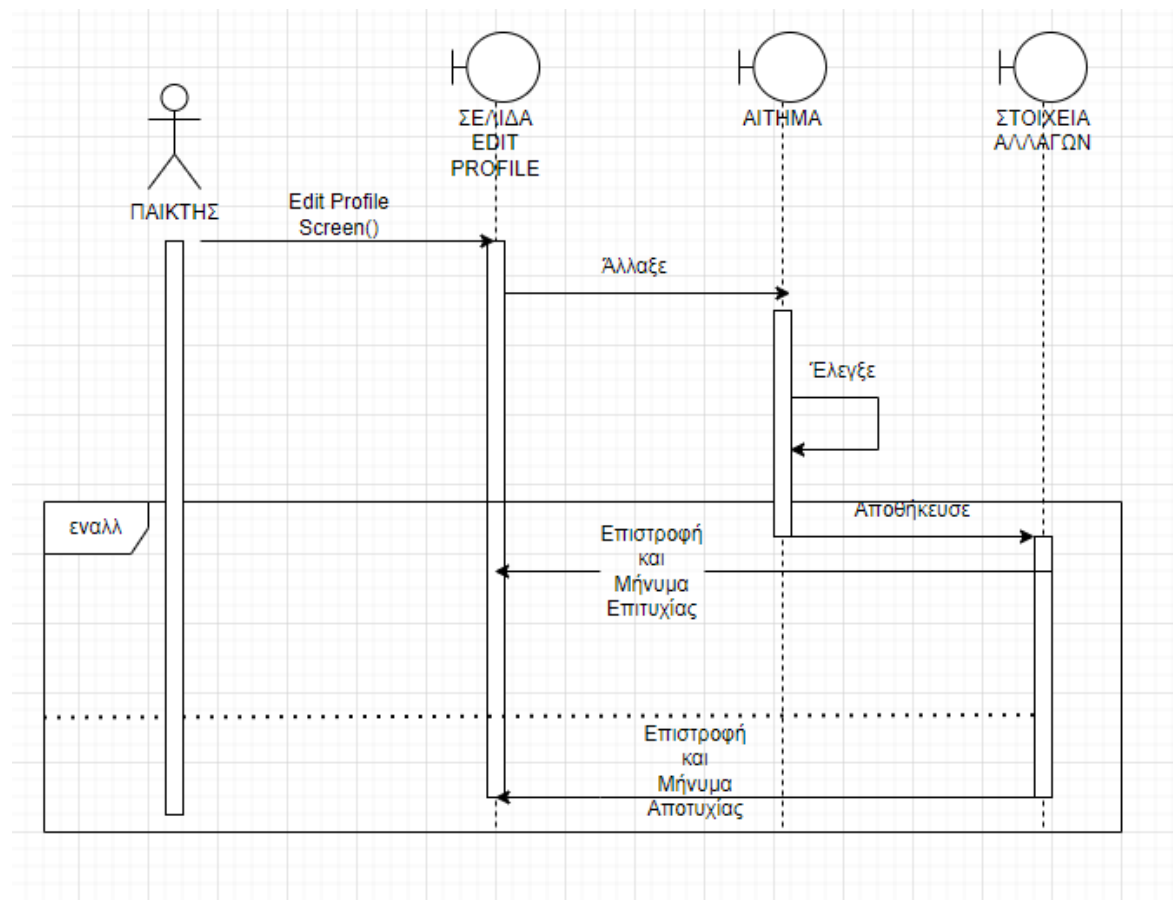 ΣΕΛΙΔΑ
EDIT
PROFILE
ΑΙΤΗΜΑ
ΣΤΟΙΧΕΙΑ
ΑΛΛΑΓΩΝ
ΠΑΙΚΤΗΣ
Edit Profile
Screen()
Άλλαξε
Έλεγξε
εναλλ
Αποθήκευσε
Επιστροφή
και
Μήνυμα
Επιτυχίας
Επιστροφή
και
Μήνυμα
Αποτυχίας